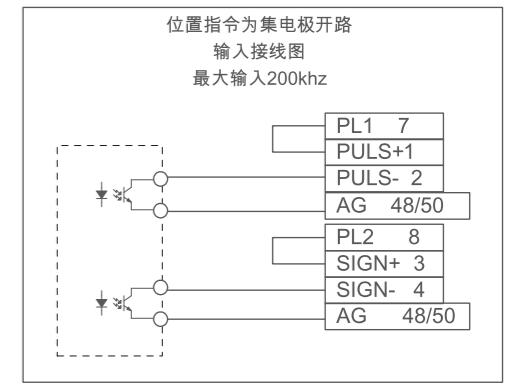 位置指令为集电极开路
输入接线图
最大输入200khz
PL1 7
PULS+1
PULS- 2
AG 48/50
PL2 8
SIGN+ 3
SIGN- 4
AG 48/50